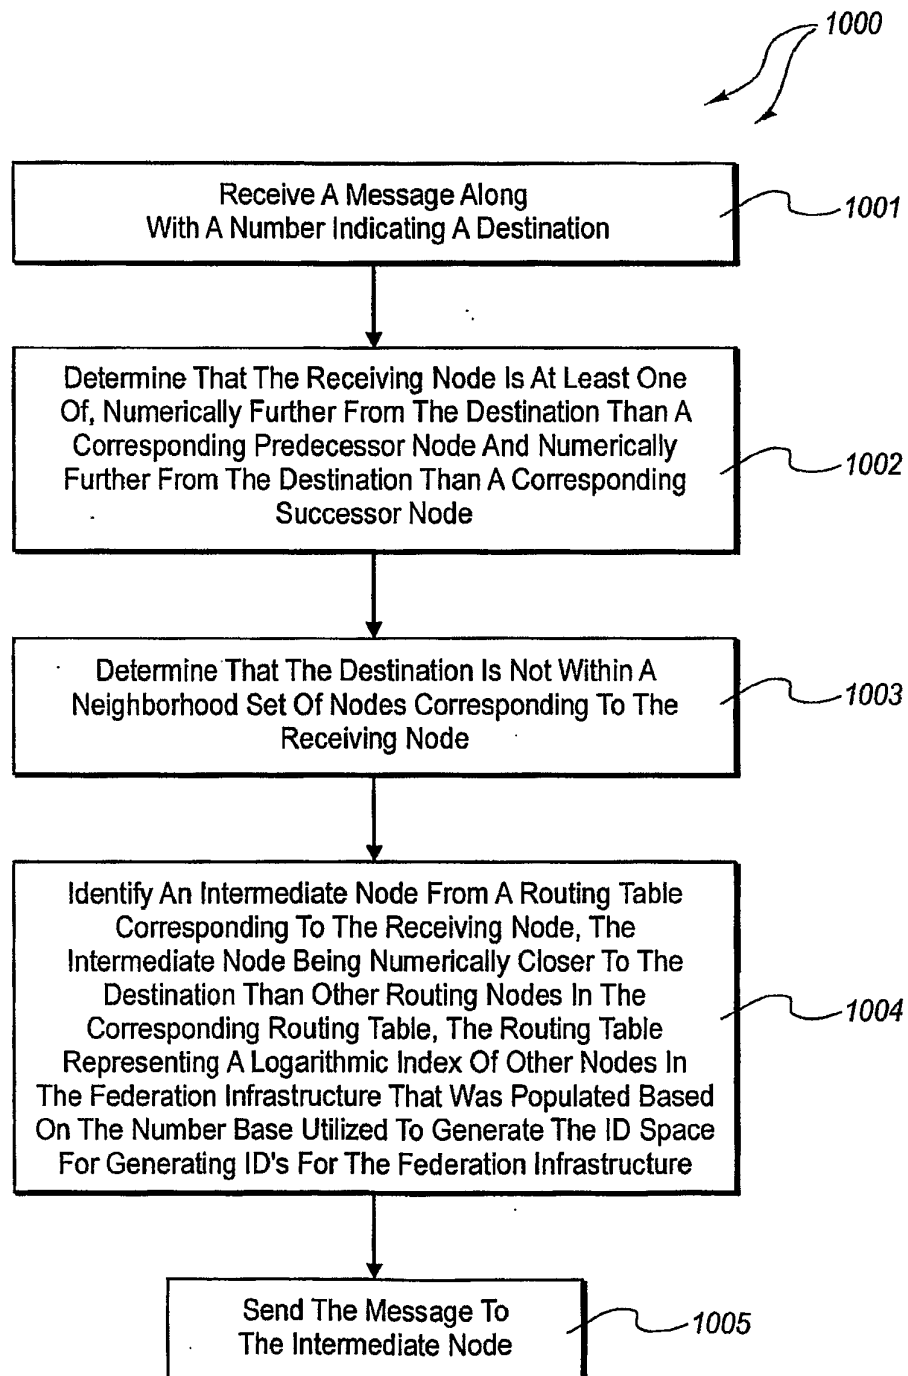 1000
Receive A Message Along
With A Number Indicating A Destination
1001
Determine That The Receiving Node Is At Least One
Of, Numerically Further From The Destination Than A
Corresponding Predecessor Node And Numerically
Further From The Destination Than A Corresponding
Successor Node
1002
Determine That The Destination Is Not Within A
Neighborhood Set Of Nodes Corresponding To The
Receiving Node
1003
Identify An Intermediate Node From A Routing Table
Corresponding To The Receiving Node, The
Intermediate Node Being Numerically Closer To The
Destination Than Other Routing Nodes In The
Corresponding Routing Table, The Routing Table
Representing A Logarithmic Index Of Other Nodes In
The Federation Infrastructure That Was Populated Based
On The Number Base Utilized To Generate The ID Space
For Generating ID's For The Federation Infrastructure
1004
Send The Message To
The Intermediate Node
1005